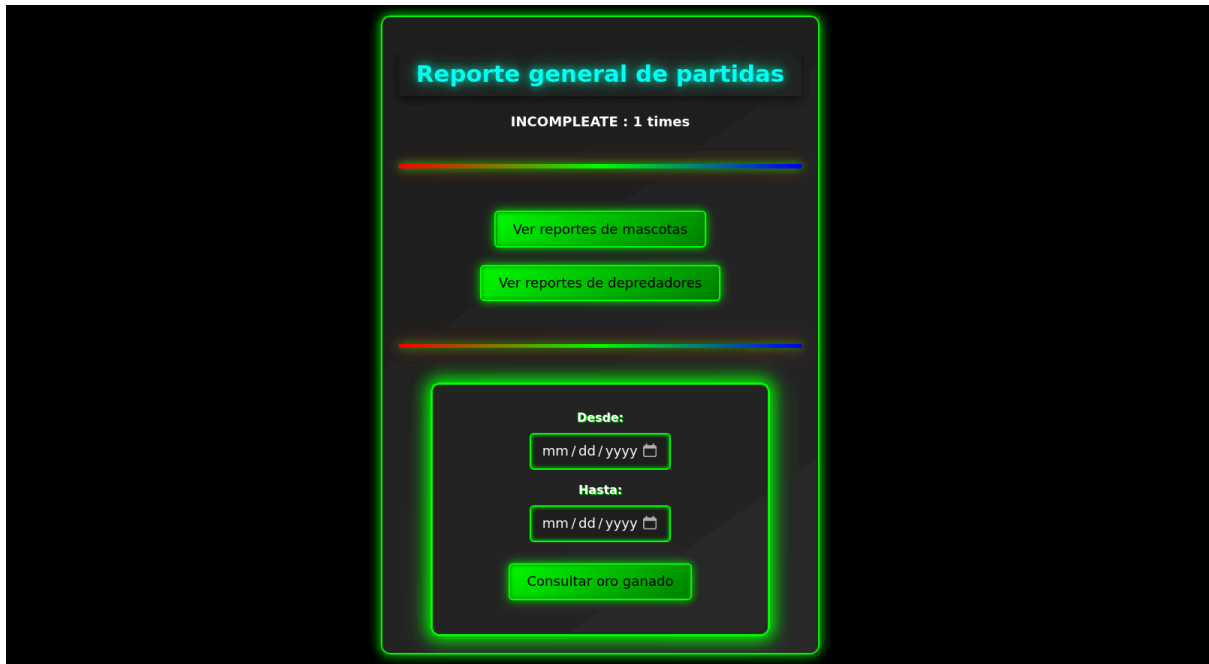 Reporte general de partidas
INCOMPLEATE : 1 times
Ver reportes de mascotas
Ver reportes de depredadores
Desde:
mm/dd/yyyy
Hasta:
mm/dd/yyyy
Consultar oro ganado